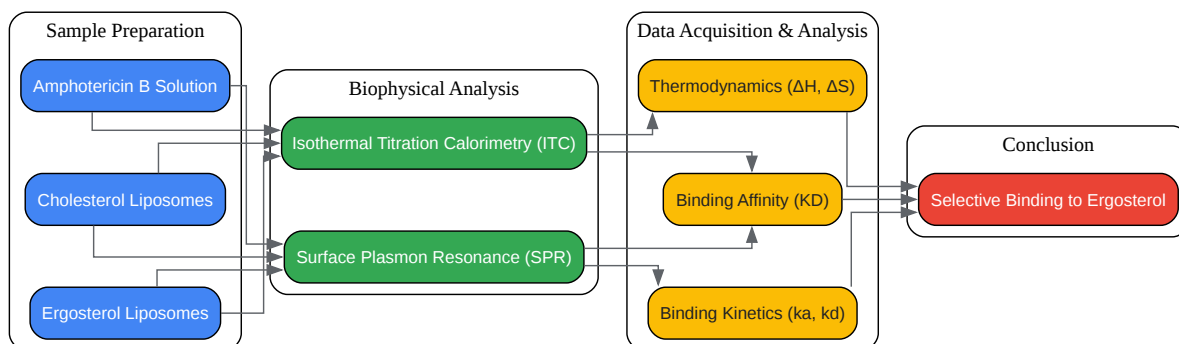 Sample Preparation
Amphotericin B Solution
Cholesterol Liposomes
Ergosterol Liposomes
Biophysical Analysis
Isothermal Titration Calorimetry (ITC)
Surface Plasmon Resonance (SPR)
Data Acquisition & Analysis
Thermodynamics (ΔH, ΔS)
Binding Affinity (KD)
Binding Kinetics (ka, kd)
Conclusion
Selective Binding to Ergosterol